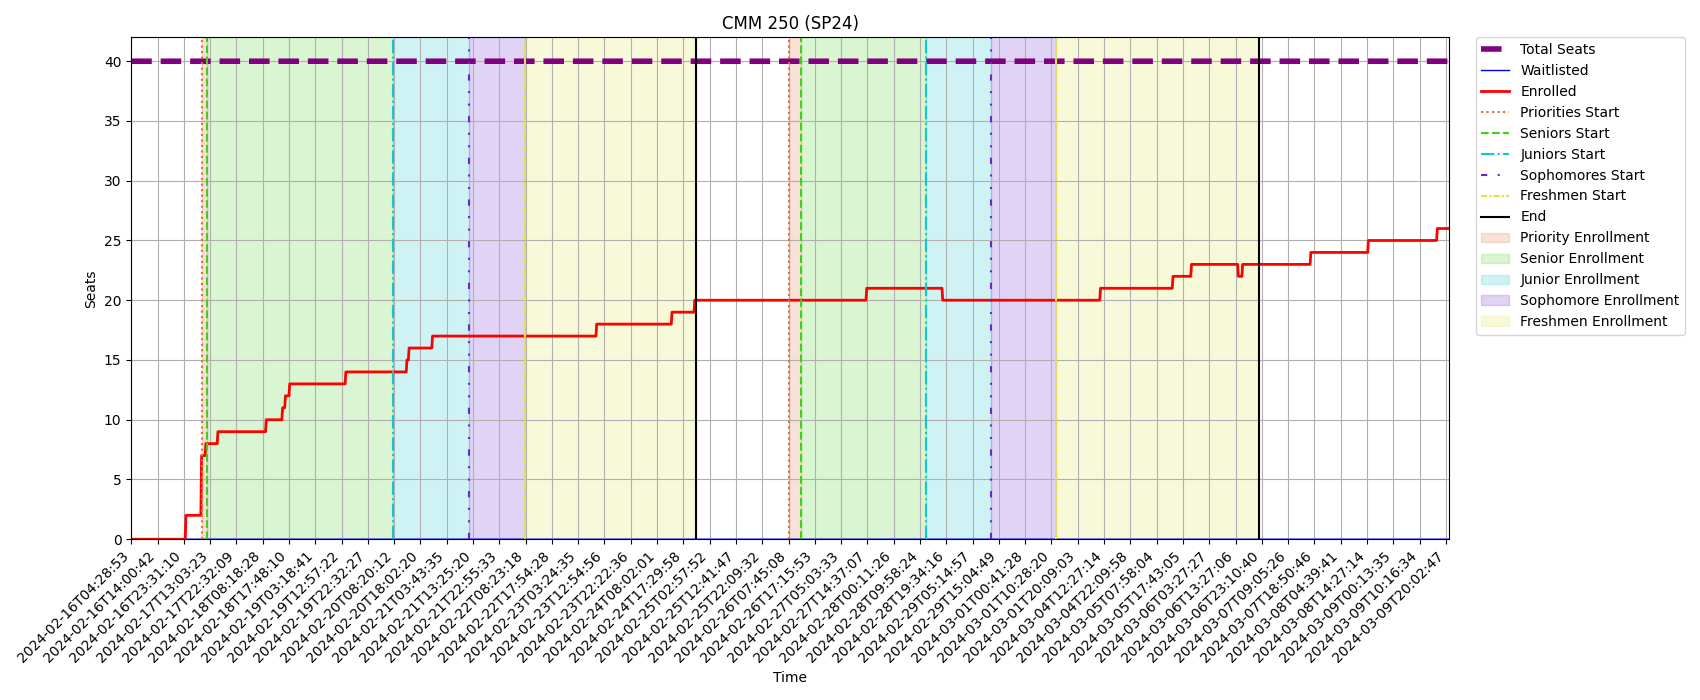 CMM 250 (SP24)
Seats
40
35
30
25
20
15
10
5
0
2024-02-16T04:28:53
2024-02-16T14:00:42
2024-02-16T23:31:10
2024-02-17T13:03:23
2024-02-17T22:32:09
2024-02-18T08:18:28
2024-02-18T17:48:10
2024-02-19T03:18:41
2024-02-19T12:57:22
2024-02-19T22:32:27
2024-02-20T08:20:12
2024-02-20T18:02:20
2024-02-21T03:43:35
2024-02-21T13:25:20
2024-02-21T22:55:33
2024-02-22T08:23:18
2024-02-22T17:54:28
2024-02-23T03:24:35
2024-02-23T12:54:56
2024-02-23T22:22:36
2024-02-24T08:02:01
2024-02-24T17:29:58
2024-02-25T02:57:52
2024-02-25T12:41:47
2024-02-25T22:09:32
2024-02-26T07:45:08
2024-02-26T17:15:53
2024-02-27T05:03:33
2024-02-27T14:37:07
2024-02-28T00:11:26
2024-02-28T09:58:24
2024-02-28T19:34:16
2024-02-29T05:14:57
2024-02-29T15:04:49
2024-03-01T00:41:28
2024-03-01T10:28:20
2024-03-01T20:09:03
2024-03-04T12:27:14
2024-03-04T22:09:58
2024-03-05T07:58:04
2024-03-05T17:43:05
2024-03-06T03:27:27
2024-03-06T13:27:06
2024-03-06T23:10:40
2024-03-07T09:05:26
2024-03-07T18:50:46
2024-03-08T04:39:41
2024-03-08T14:27:14
2024-03-09T00:13:35
2024-03-09T10:16:34
2024-03-09T20:02:47
Time
Total Seats
Waitlisted
Enrolled
Priorities Start
Seniors Start
Juniors Start
Sophomores Start
Freshmen Start
End
Priority Enrollment
Senior Enrollment
Junior Enrollment
Sophomore Enrollment
Freshmen Enrollment